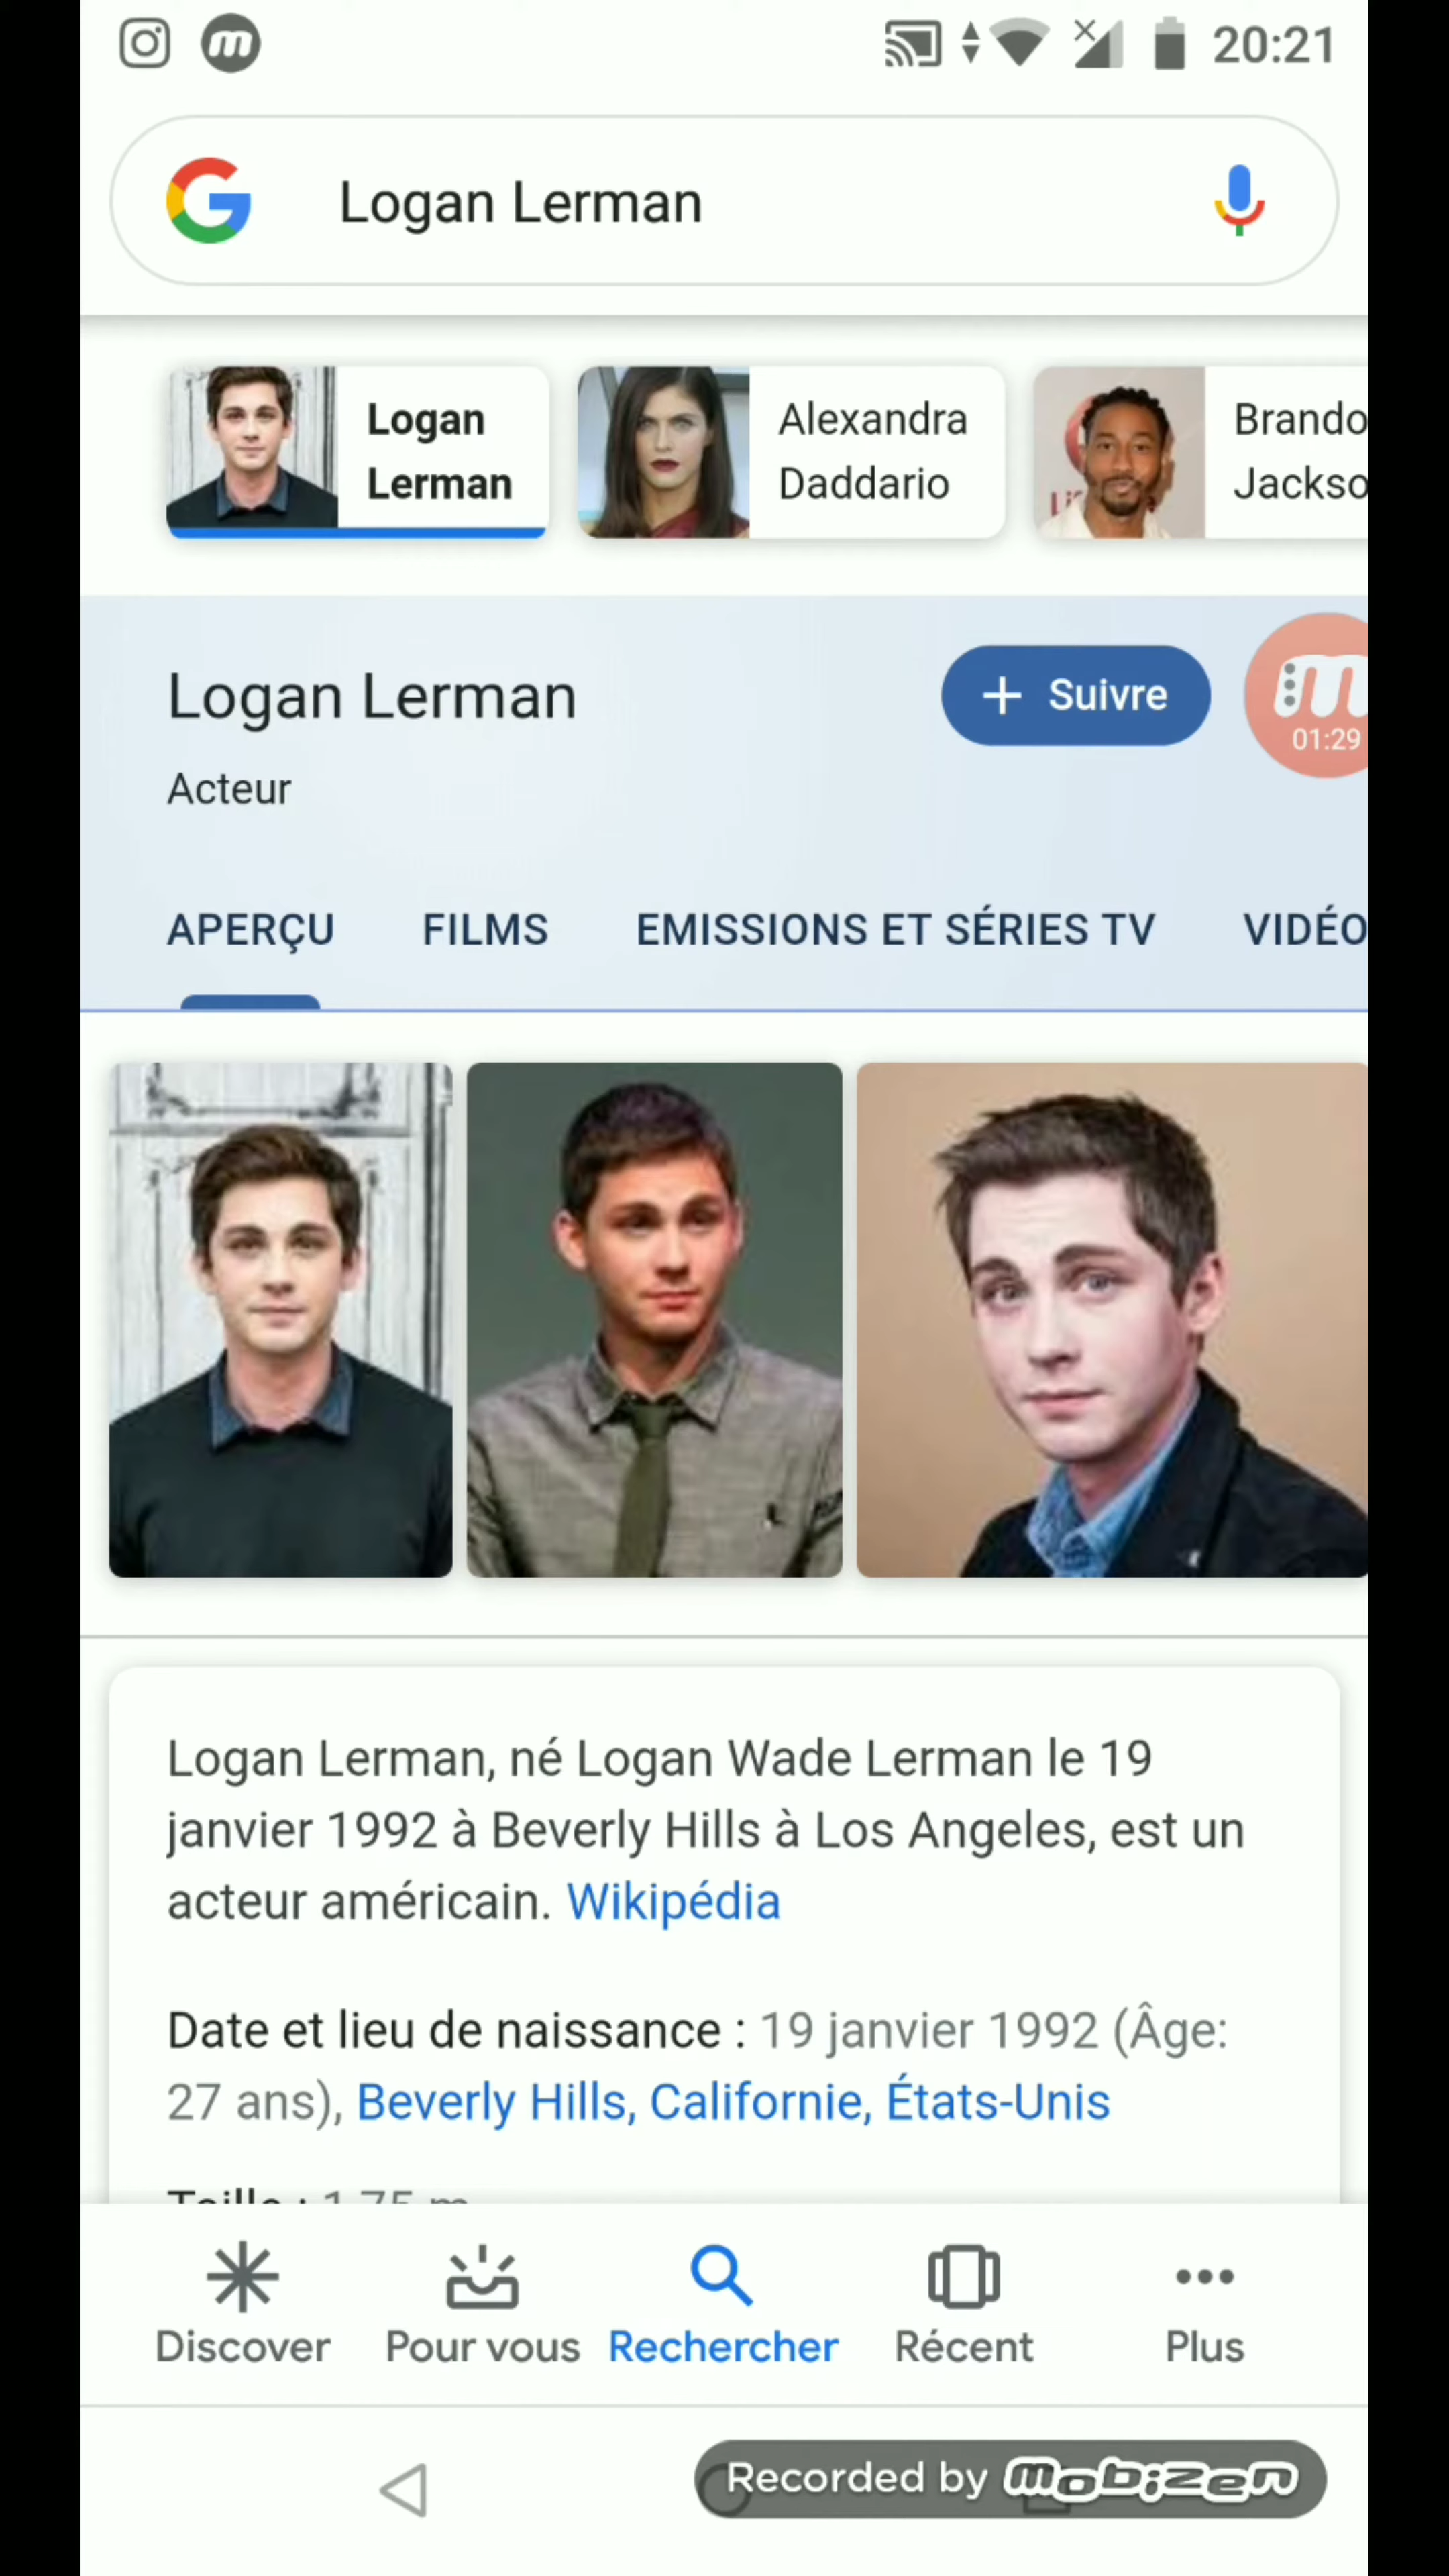 20:21
Logan Lerman
Logan
Lerman
Alexandra
Daddario
Brando
Jackso
Logan Lerman
+ Suivre
01:29
Acteur
APERÇU FILMS EMISSIONS ET SÉRIES TV VIDÉO
Logan Lerman, né Logan Wade Lerman le 19
janvier 1992 à Beverly Hills à Los Angeles, est un
acteur américain. Wikipédia
Date et lieu de naissance : 19 janvier 1992 (Âge:
27 ans), Beverly Hills, Californie, États-Unis
Taille : 1,75 m
Discover Pour vous Rechercher Récent Plus
Recorded by mobizen